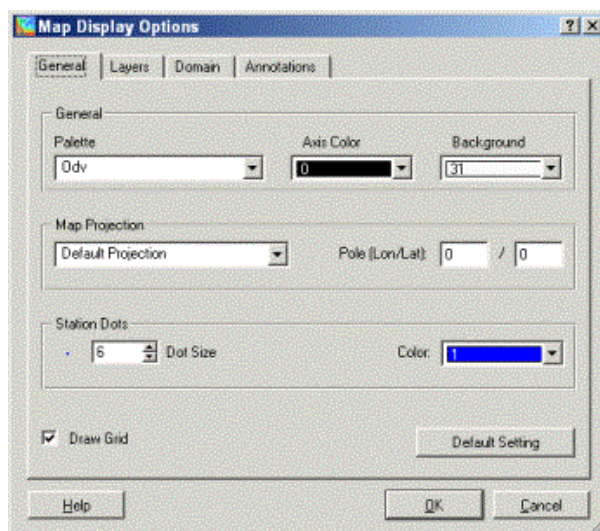 Map Display Options
General Layers Domain Annotations
General
Palette Axis Color Background
Odv 0 31
Map Projection
Default Projection Pole (Lon/Lat): 0 / 0
Station Dots
6 Dot Size Color: 1
Draw Grid Default Setting
Help OK Cancel